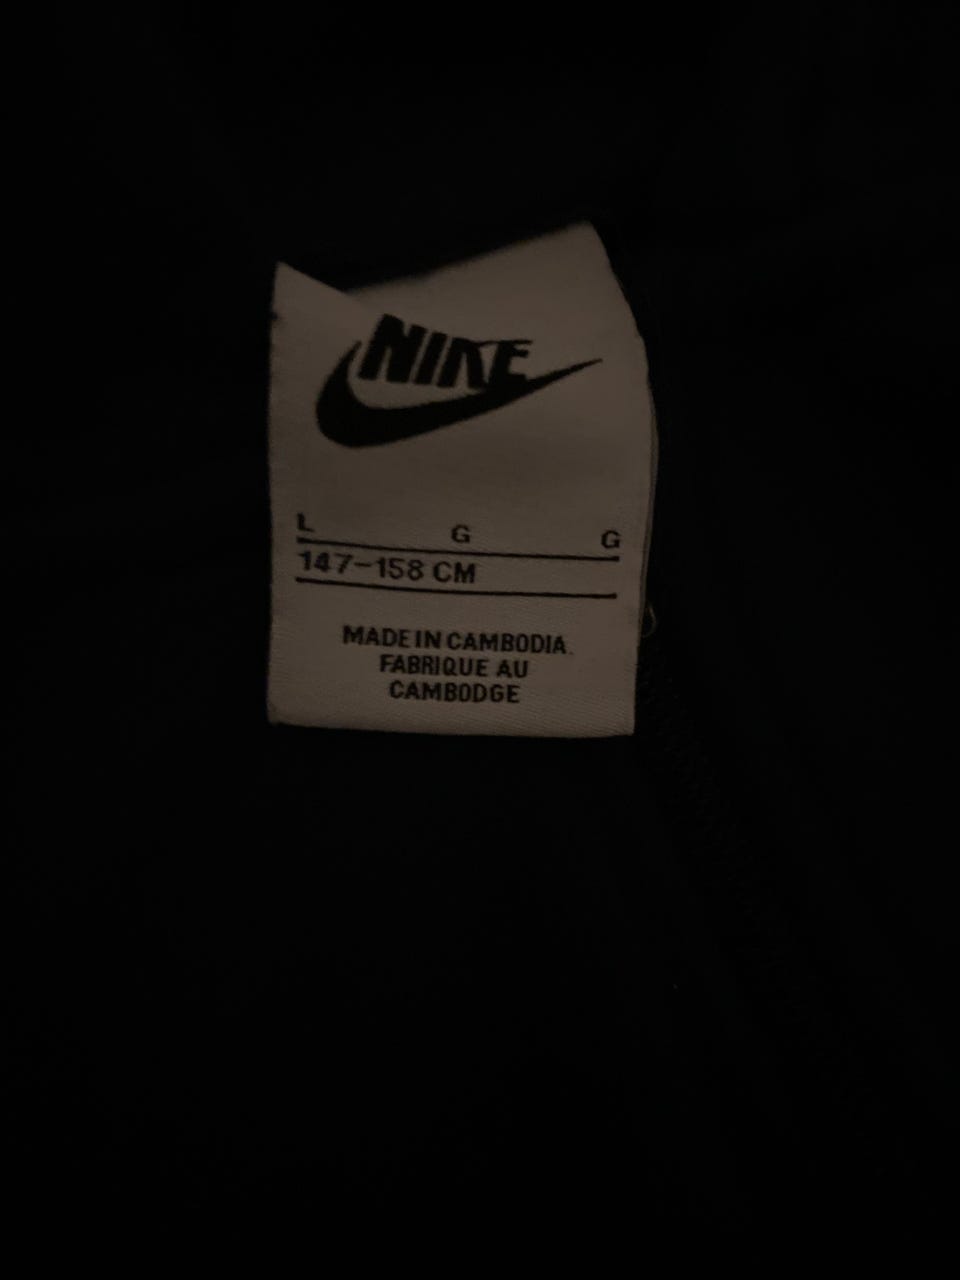 NIKE
L G G
147-158 CM
MADE IN CAMBODIA
FABRIQUE AU
CAMBODGE